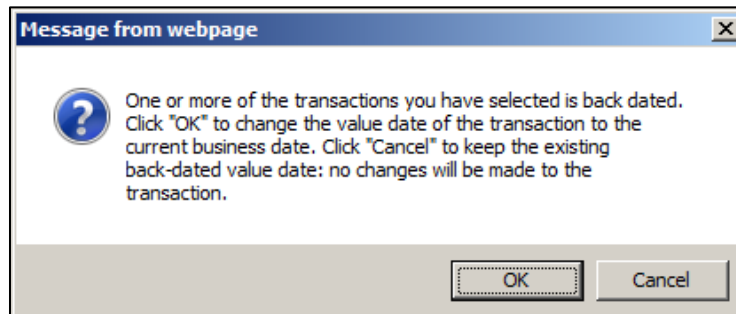 Message from webpage
One or more of the transactions you have selected is back dated.
Click "OK" to change the value date of the transaction to the
current business date. Click "Cancel" to keep the existing
back-dated value date: no changes will be made to the
transaction.
OK
Cancel